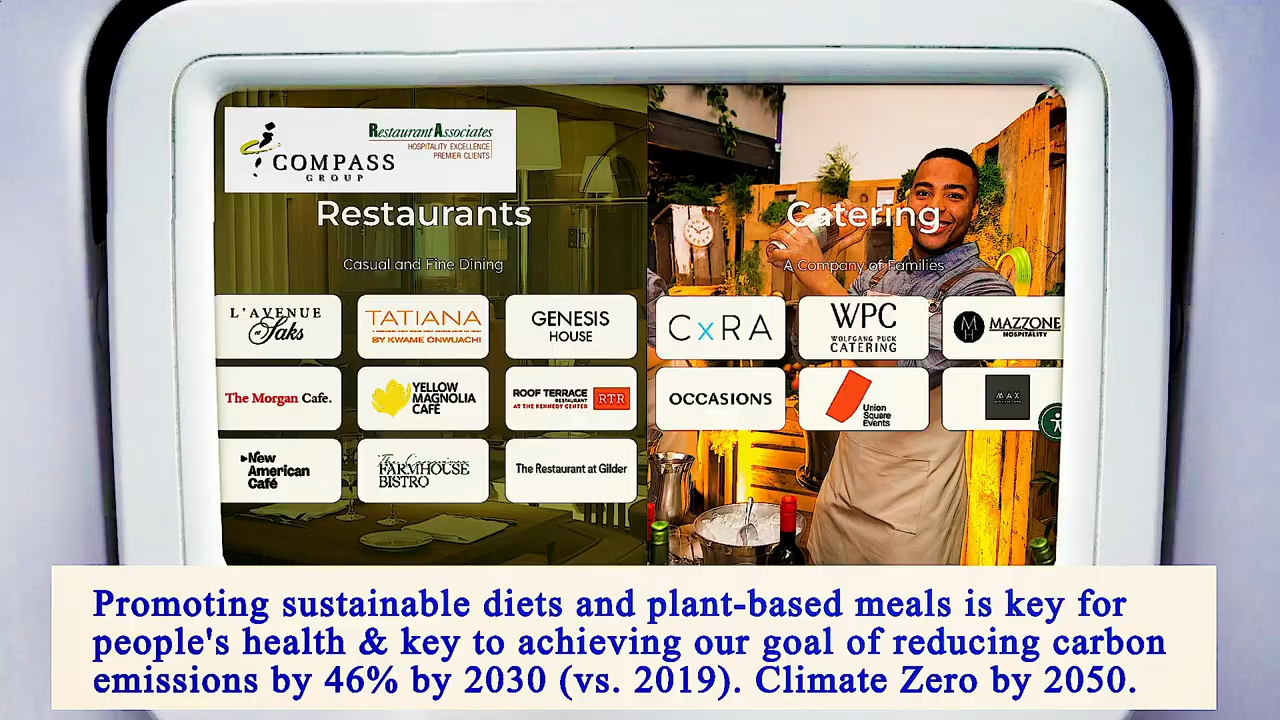 COMPASS
GROUP
Restaurant Associates
HOSPITALITY EXCELLENCE
PREMIER CLIENTS
Restaurants
Casual and Fine Dining
L'AVENUE
Saks
TATIANA
BY KWAME ONWUACHI
GENESIS
HOUSE
The Morgan Cafe.
YELLOW
MAGNOLIA
CAFÉ
ROOF TERRACE
RESTAURANT
AT THE KENNEDY CENTER
RTR
New
American
Café
FARMHOUSE
BISTRO
The Restaurant at Gilder
Catering
A Company of Families
CxRA
WPC
WOLFGANG PUCK
CATERING
MH
MAZZONE
HOSPITALITY
OCCASIONS
Union
Square
Events
MAX
Promoting sustainable diets and plant-based meals is key for
people's health & key to achieving our goal of reducing carbon
emissions by 46% by 2030 (vs. 2019). Climate Zero by 2050.